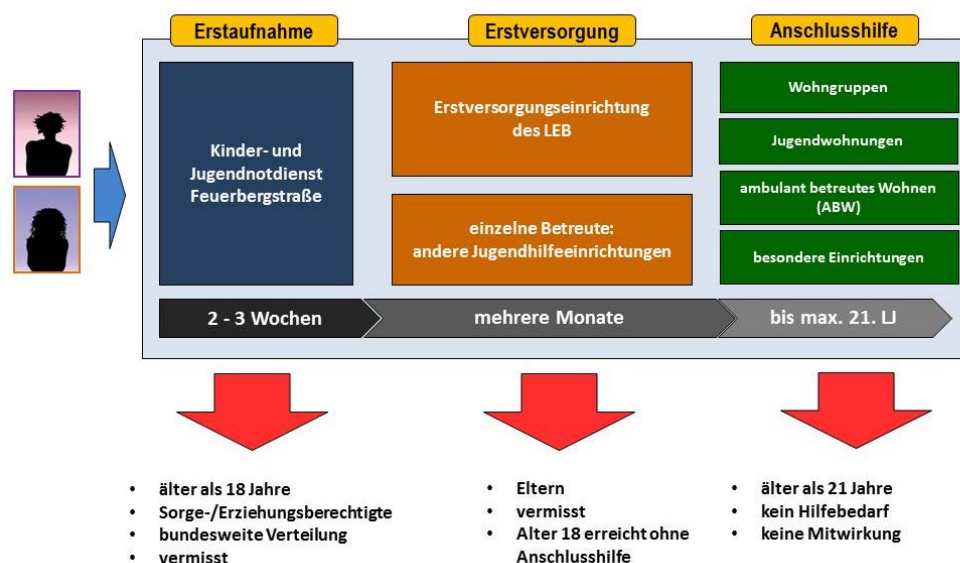 Erstaufnahme
Erstversorgung
Anschlusshilfe
Kinder- und
Jugendnotdienst
Feuerbergstraße
Erstversorgungseinrichtung
des LEB
einzelne Betreute:
andere Jugendhilfeeinrichtungen
Wohngruppen
Jugendwohnungen
ambulant betreutes Wohnen
(ABW)
besondere Einrichtungen
2 - 3 Wochen
mehrere Monate
bis max. 21. LJ
• älter als 18 Jahre
• Sorge-/Erziehungsberechtigte
• bundesweite Verteilung
• vermisst
• Eltern
• vermisst
• Alter 18 erreicht ohne
Anschlusshilfe
• älter als 21 Jahre
• kein Hilfebedarf
• keine Mitwirkung